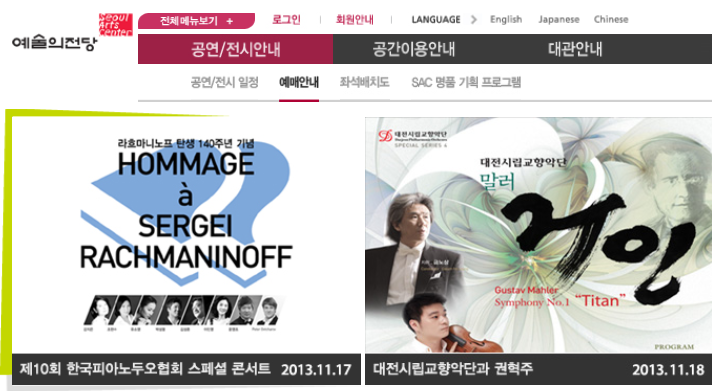 Seoul
Arts
Center
예술의전당
전체메뉴보기 +
로그인
회원안내
LANGUAGE > English Japanese Chinese
공연/전시안내
공간이용안내
대관안내
공연/전시 일정
예매안내
좌석배치도
SAC 명품 기획 프로그램
라흐마니노프 탄생 140주년 기념
HOMMAGE
à
SERGEI
RACHMANINOFF
제10회 한국피아노두오협회 스페셜 콘서트 2013.11.17
대전시립교향악단
SPECIAL SERIES 6
대전시립교향악단
말러
거인
Gustav Mahler
Symphony No.1 “Titan”
PROGRAM
대전시립교향악단과 권혁주 2013.11.18